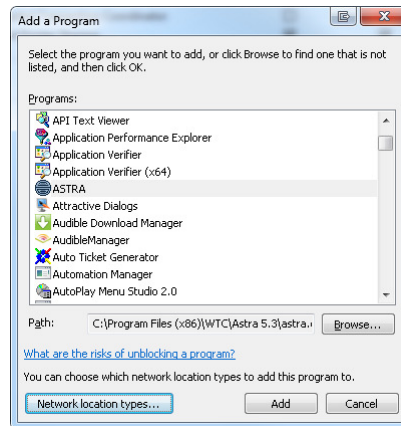 Add a Program
Select the program you want to add, or click Browse to find one that is not
listed, and then click OK.
Programs:
API Text Viewer
Application Performance Explorer
Application Verifier
Application Verifier (x64)
ASTRA
Attractive Dialogs
Audible Download Manager
AudibleManager
Auto Ticket Generator
Automation Manager
AutoPlay Menu Studio 2.0
Path: C:\Program Files (x86)\WTC\Astra 5.3\astra. Browse...
What are the risks of unblocking a program?
You can choose which network location types to add this program to.
Network location types... Add Cancel